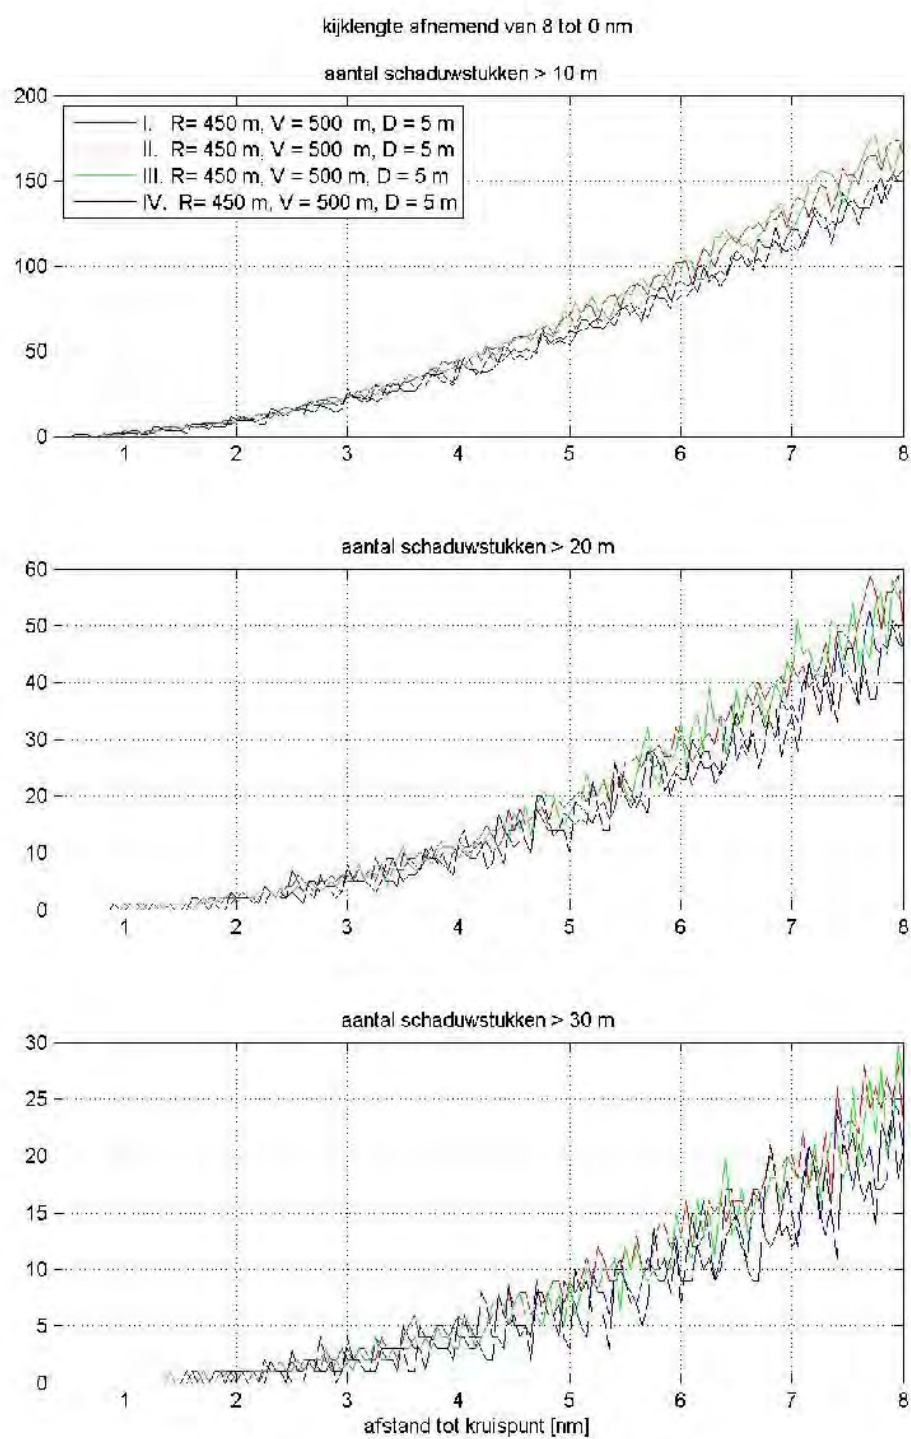 kijklengte afnemend van 8 tot 0 nm
aantal schaduwstukken > 10 m
200
150
100
50
0
I. R= 450 m, V = 500 m, D = 5 m
II. R= 450 m, V = 500 m, D = 5 m
III. R= 450 m, V = 500 m, D = 5 m
IV. R= 450 m, V = 500 m, D = 5 m
1 2 3 4 5 6 7 8
aantal schaduwstukken > 20 m
60
50
40
30
20
10
0
1 2 3 4 5 6 7 8
aantal schaduwstukken > 30 m
30
25
20
15
10
5
0
1 2 3 4 5 6 7 8
afstand tot kruispunt [nm]